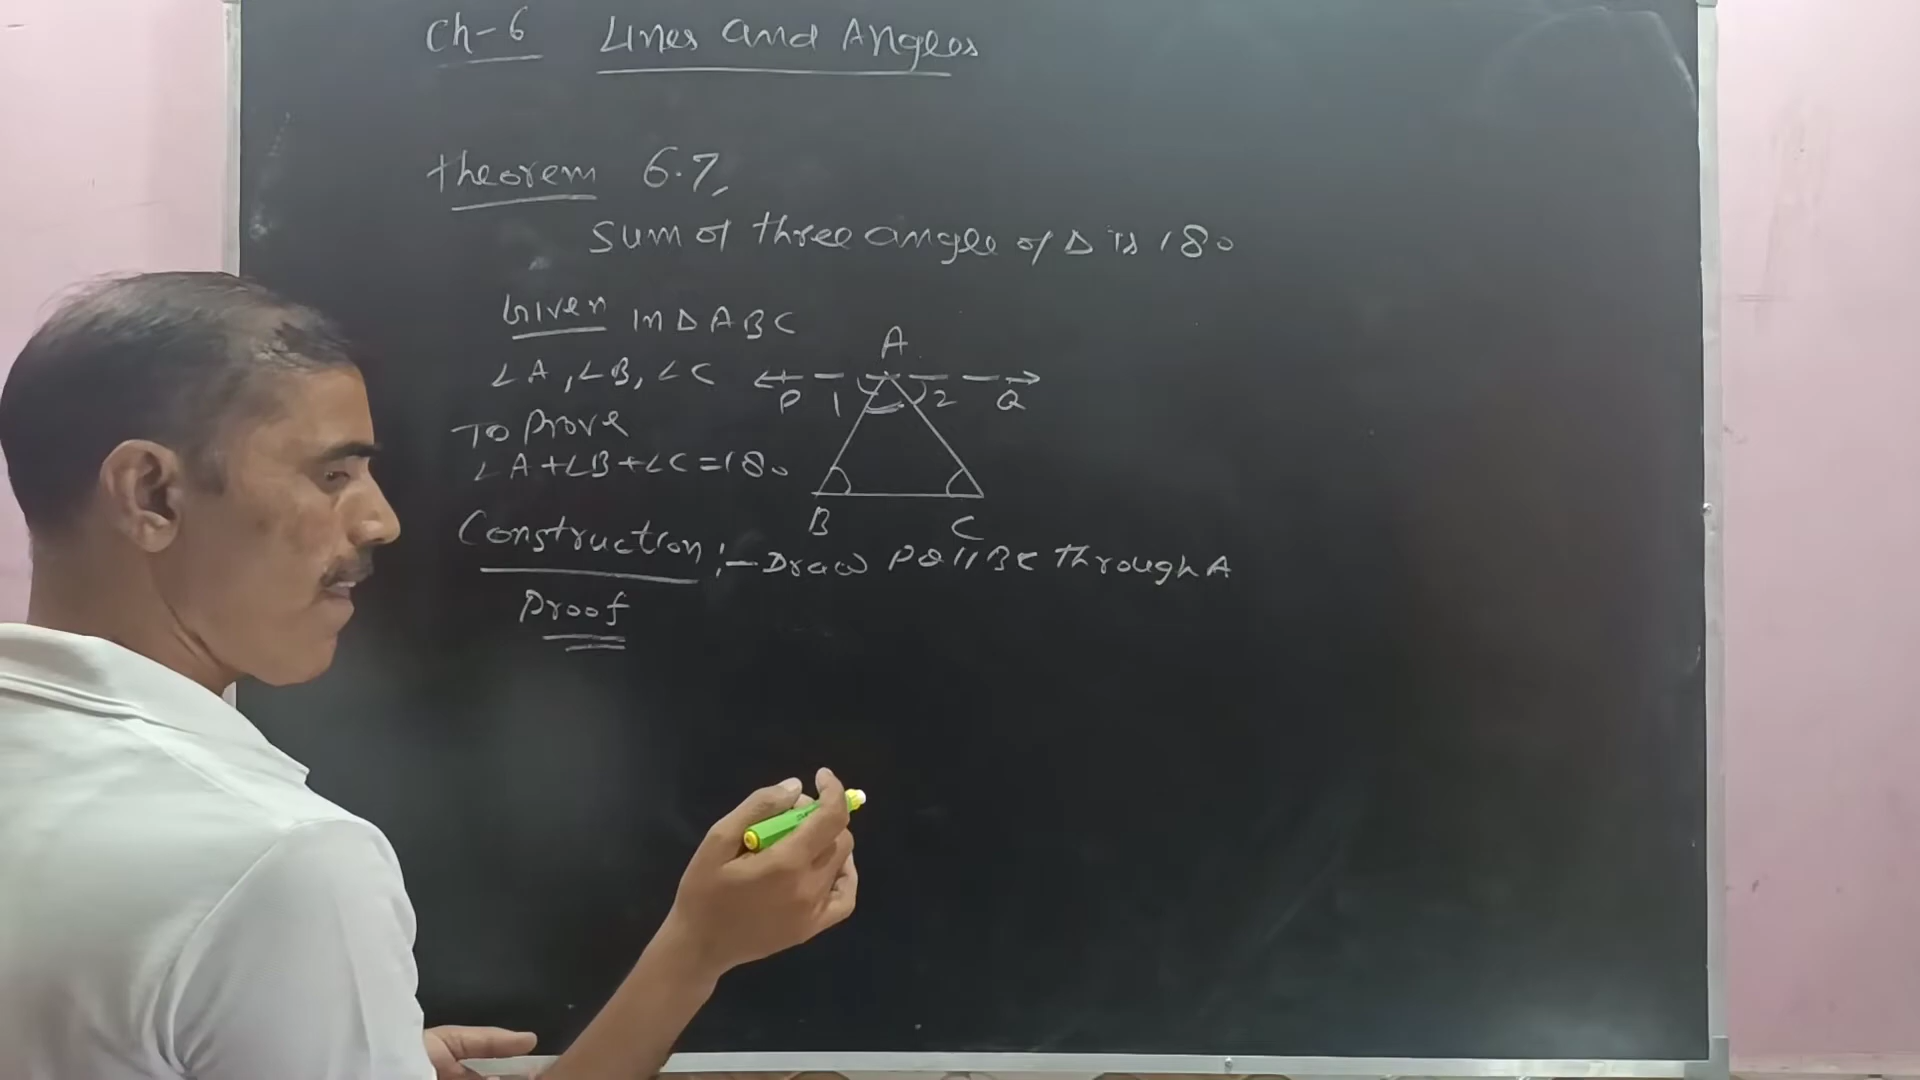 Ch-6 Lines and Angles
theorem 6.7,
Sum of three angle of Δ is 180
Given in Δ ABC
∠A, ∠B, ∠C
To Prove
∠A+∠B+∠C=180
A
P 1 2 Q
B C
Construction :- Draw PQ||BC through A
Proof